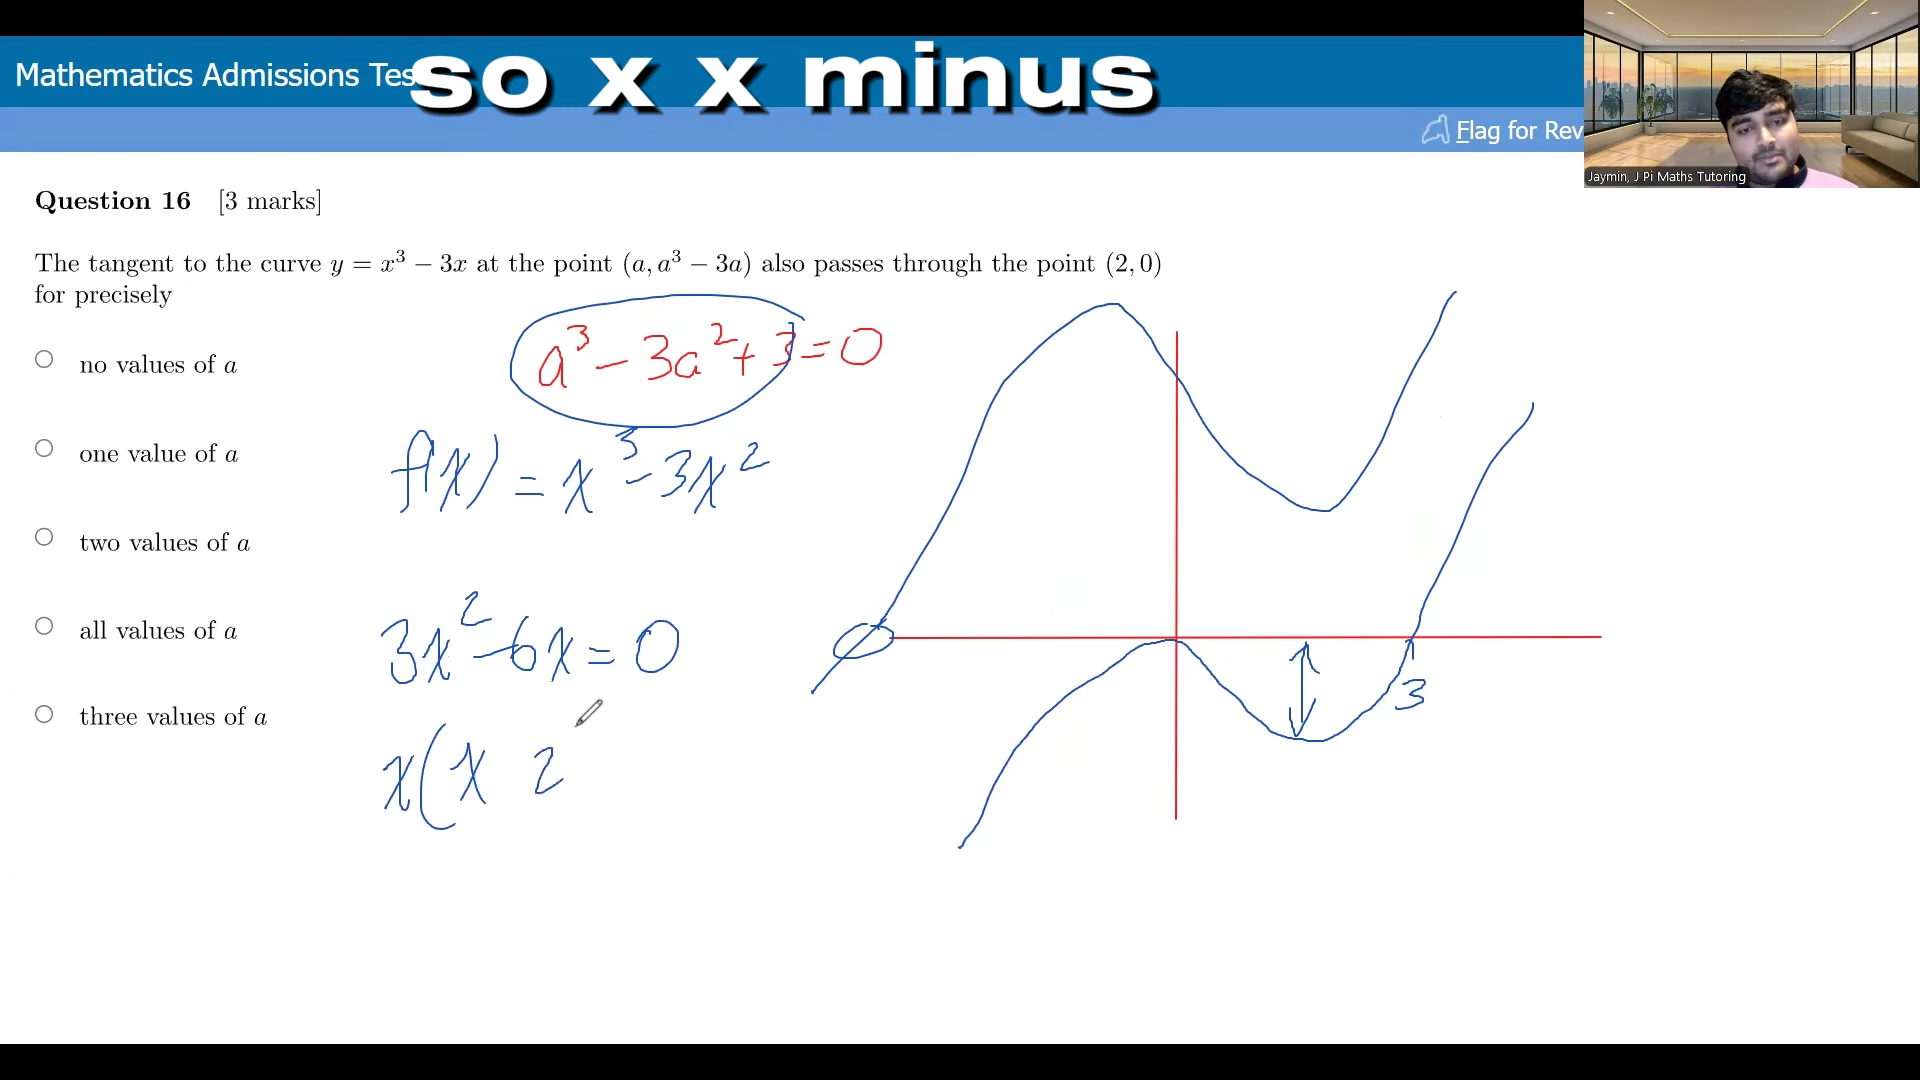 Mathematics Admissions Tes
so x x minus
Flag for Rev
Jaymin, J Pi Maths Tutoring
Question 16 [3 marks]
The tangent to the curve y = x³ − 3x at the point (a, a³ − 3a) also passes through the point (2, 0)
for precisely
a³ − 3a² + 3 = 0
no values of a
one value of a
f(x) = x³ − 3x²
two values of a
all values of a
3x² − 6x = 0
three values of a
x(x 2
3